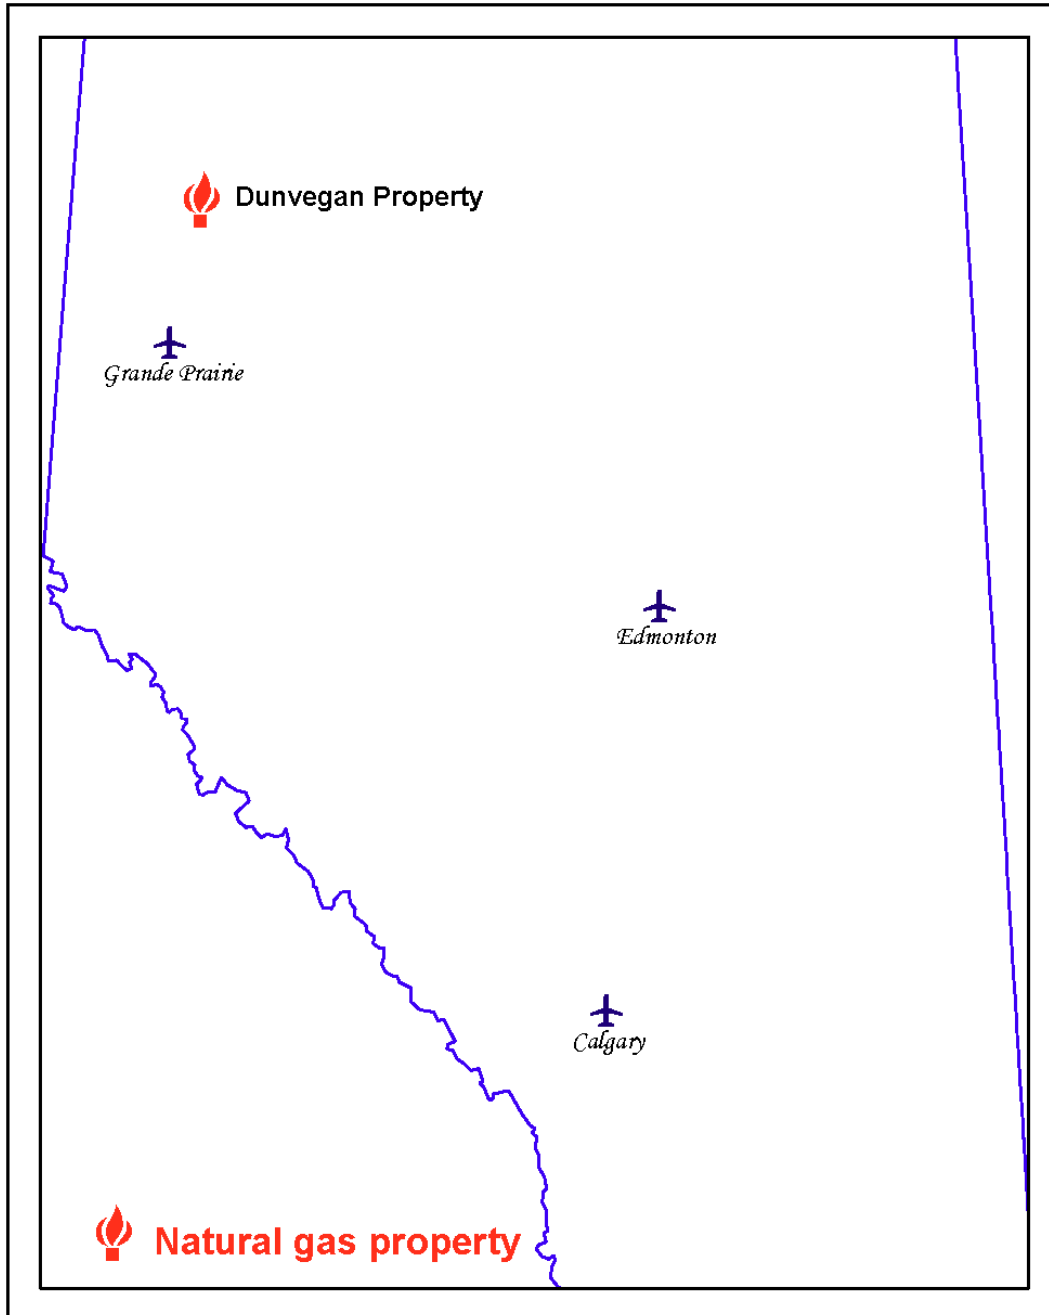 Dunvegan Property
Grande Prairie
Edmonton
Calgary
Natural gas property